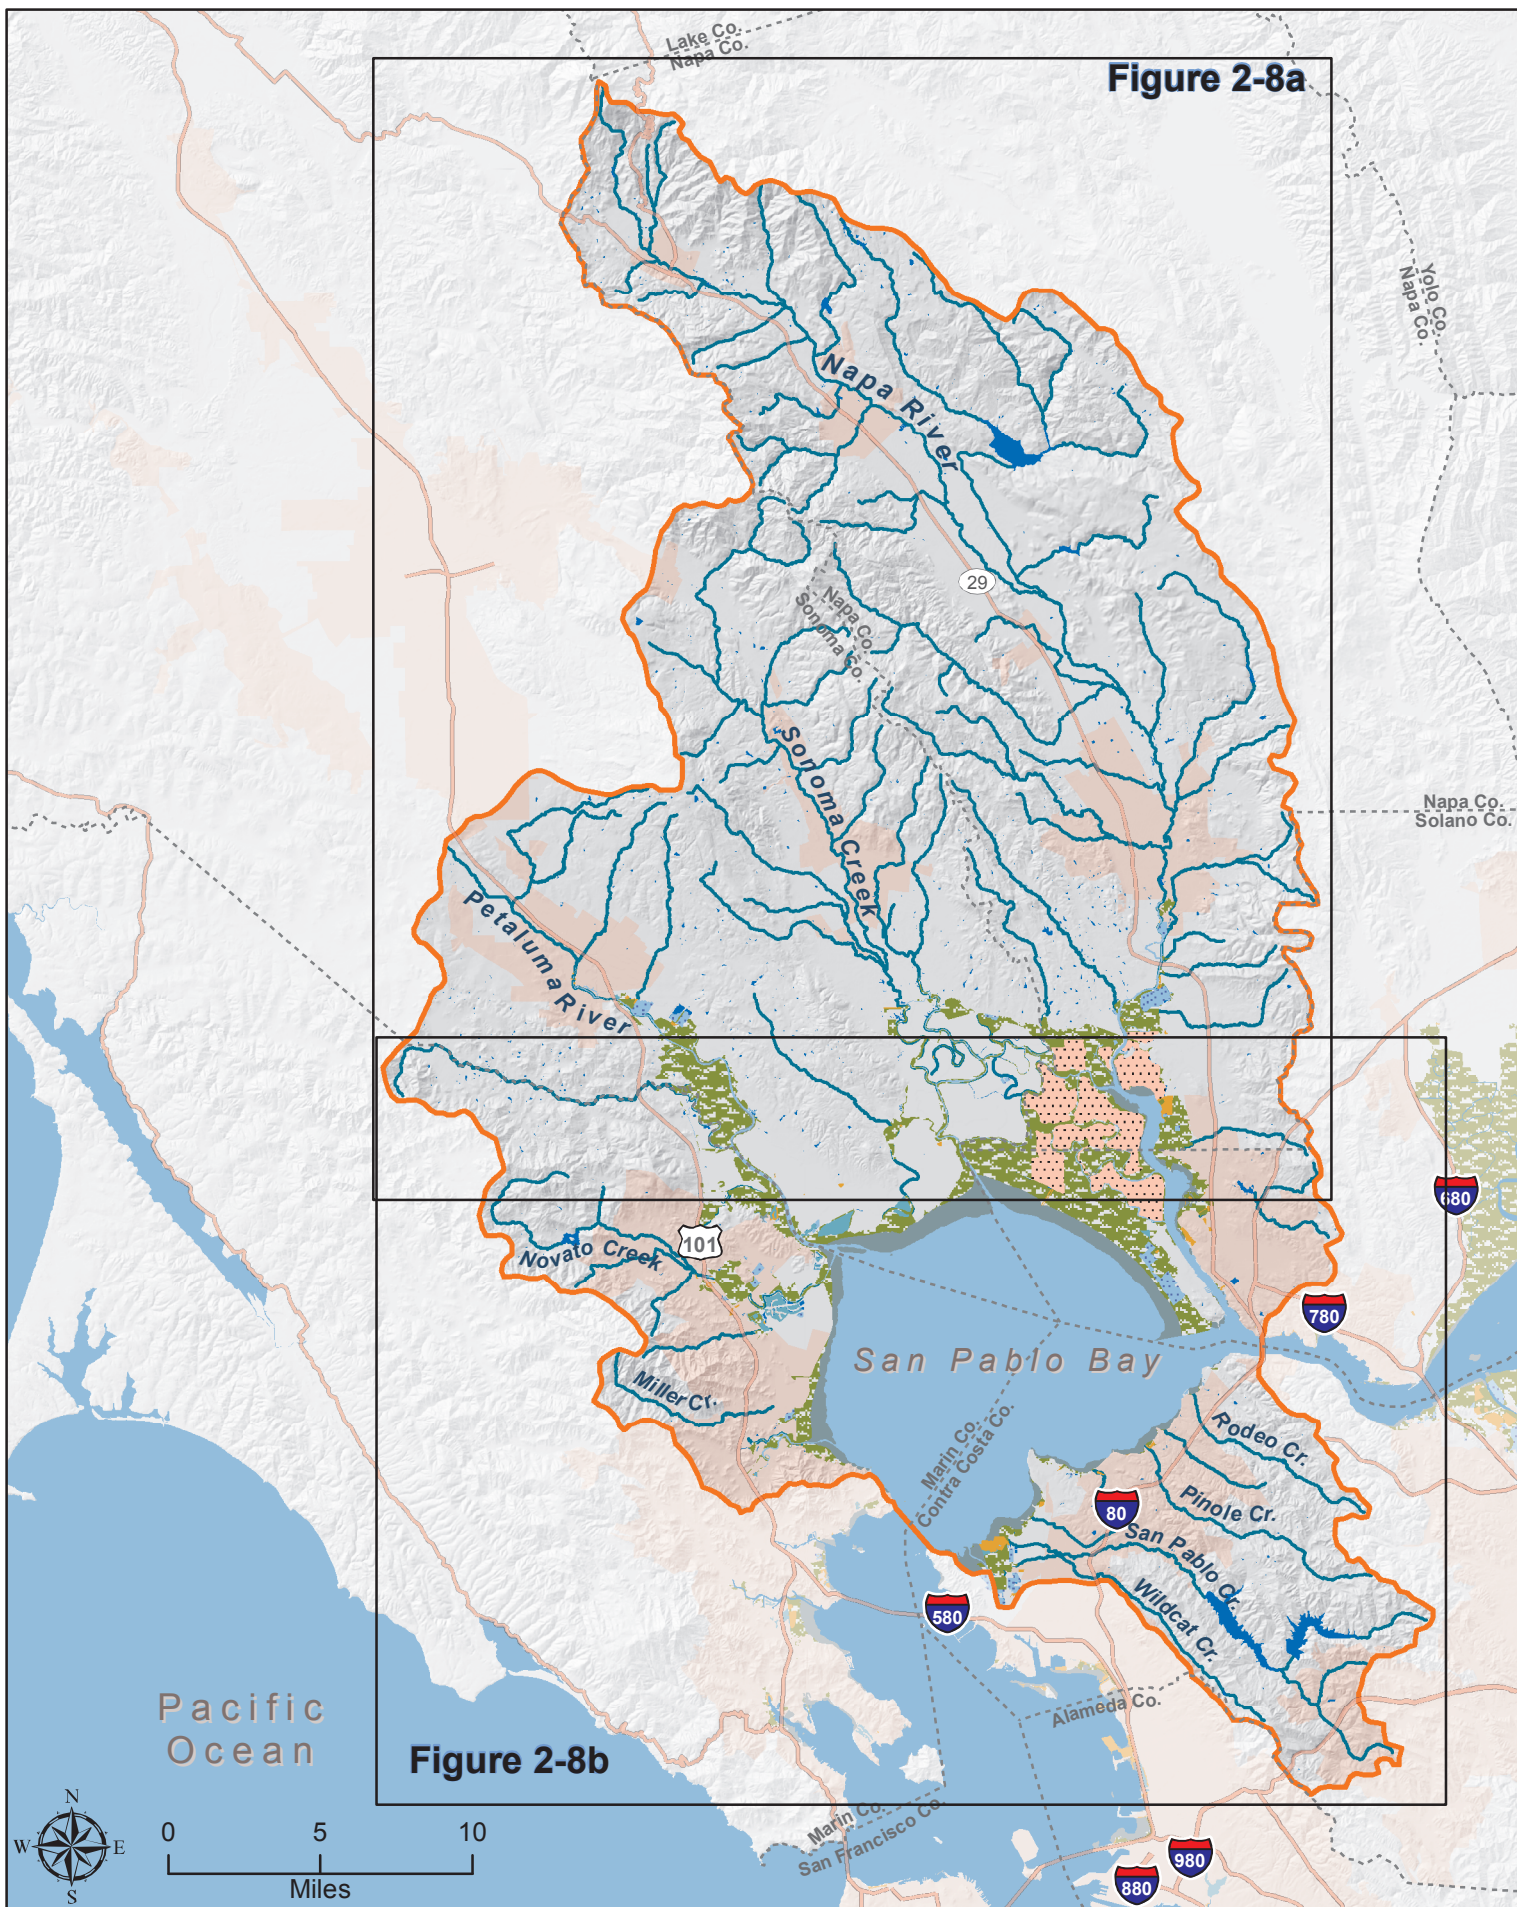 Lake Co.
Napa Co.
Figure 2-8a
Yolo Co.
Napa Co.
Napa River
29
Napa Co.
Sonoma Co.
Sonoma Creek
Napa Co.
Solano Co.
Petaluma River
680
101
Novato Creek
780
San Pablo Bay
Miller Cr.
Marin Co.
Contra Costa Co.
Rodeo Cr.
Pinole Cr.
80
San Pablo Cr.
Wildcat Cr.
580
Pacific
Ocean
Alameda Co.
Figure 2-8b
N
W
E
S
0 5 10
Miles
Marin Co.
San Francisco Co.
980
880